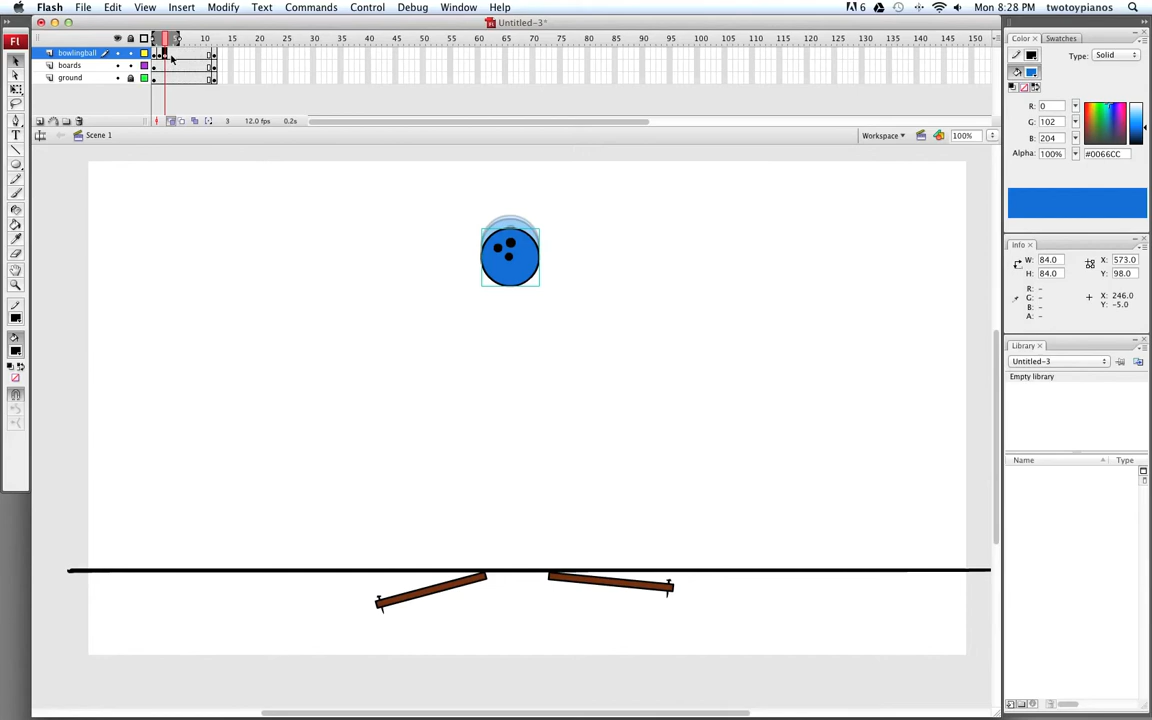 Flash File Edit View Insert Modify Text Commands Control Debug Window Help 6 Mon 8:28 PM twotoypianos
Untitled-3*
Fl
bowlingball
boards
ground
5 10 15 20 25 30 35 40 45 50 55 60 65 70 75 80 85 90 95 100 105 110 115 120 125 130 135 140 145 150
3 12.0 fps 0.2s
Scene 1
Workspace 100%
Color Swatches
Type: Solid
R: 0
G: 102
B: 204
Alpha: 100% #0066CC
Info
W: 84.0 X: 573.0
H: 84.0 Y: 98.0
R: –
G: –
B: –
A: –
X: 246.0
Y: -5.0
Library
Untitled-3
Empty library
Name Type